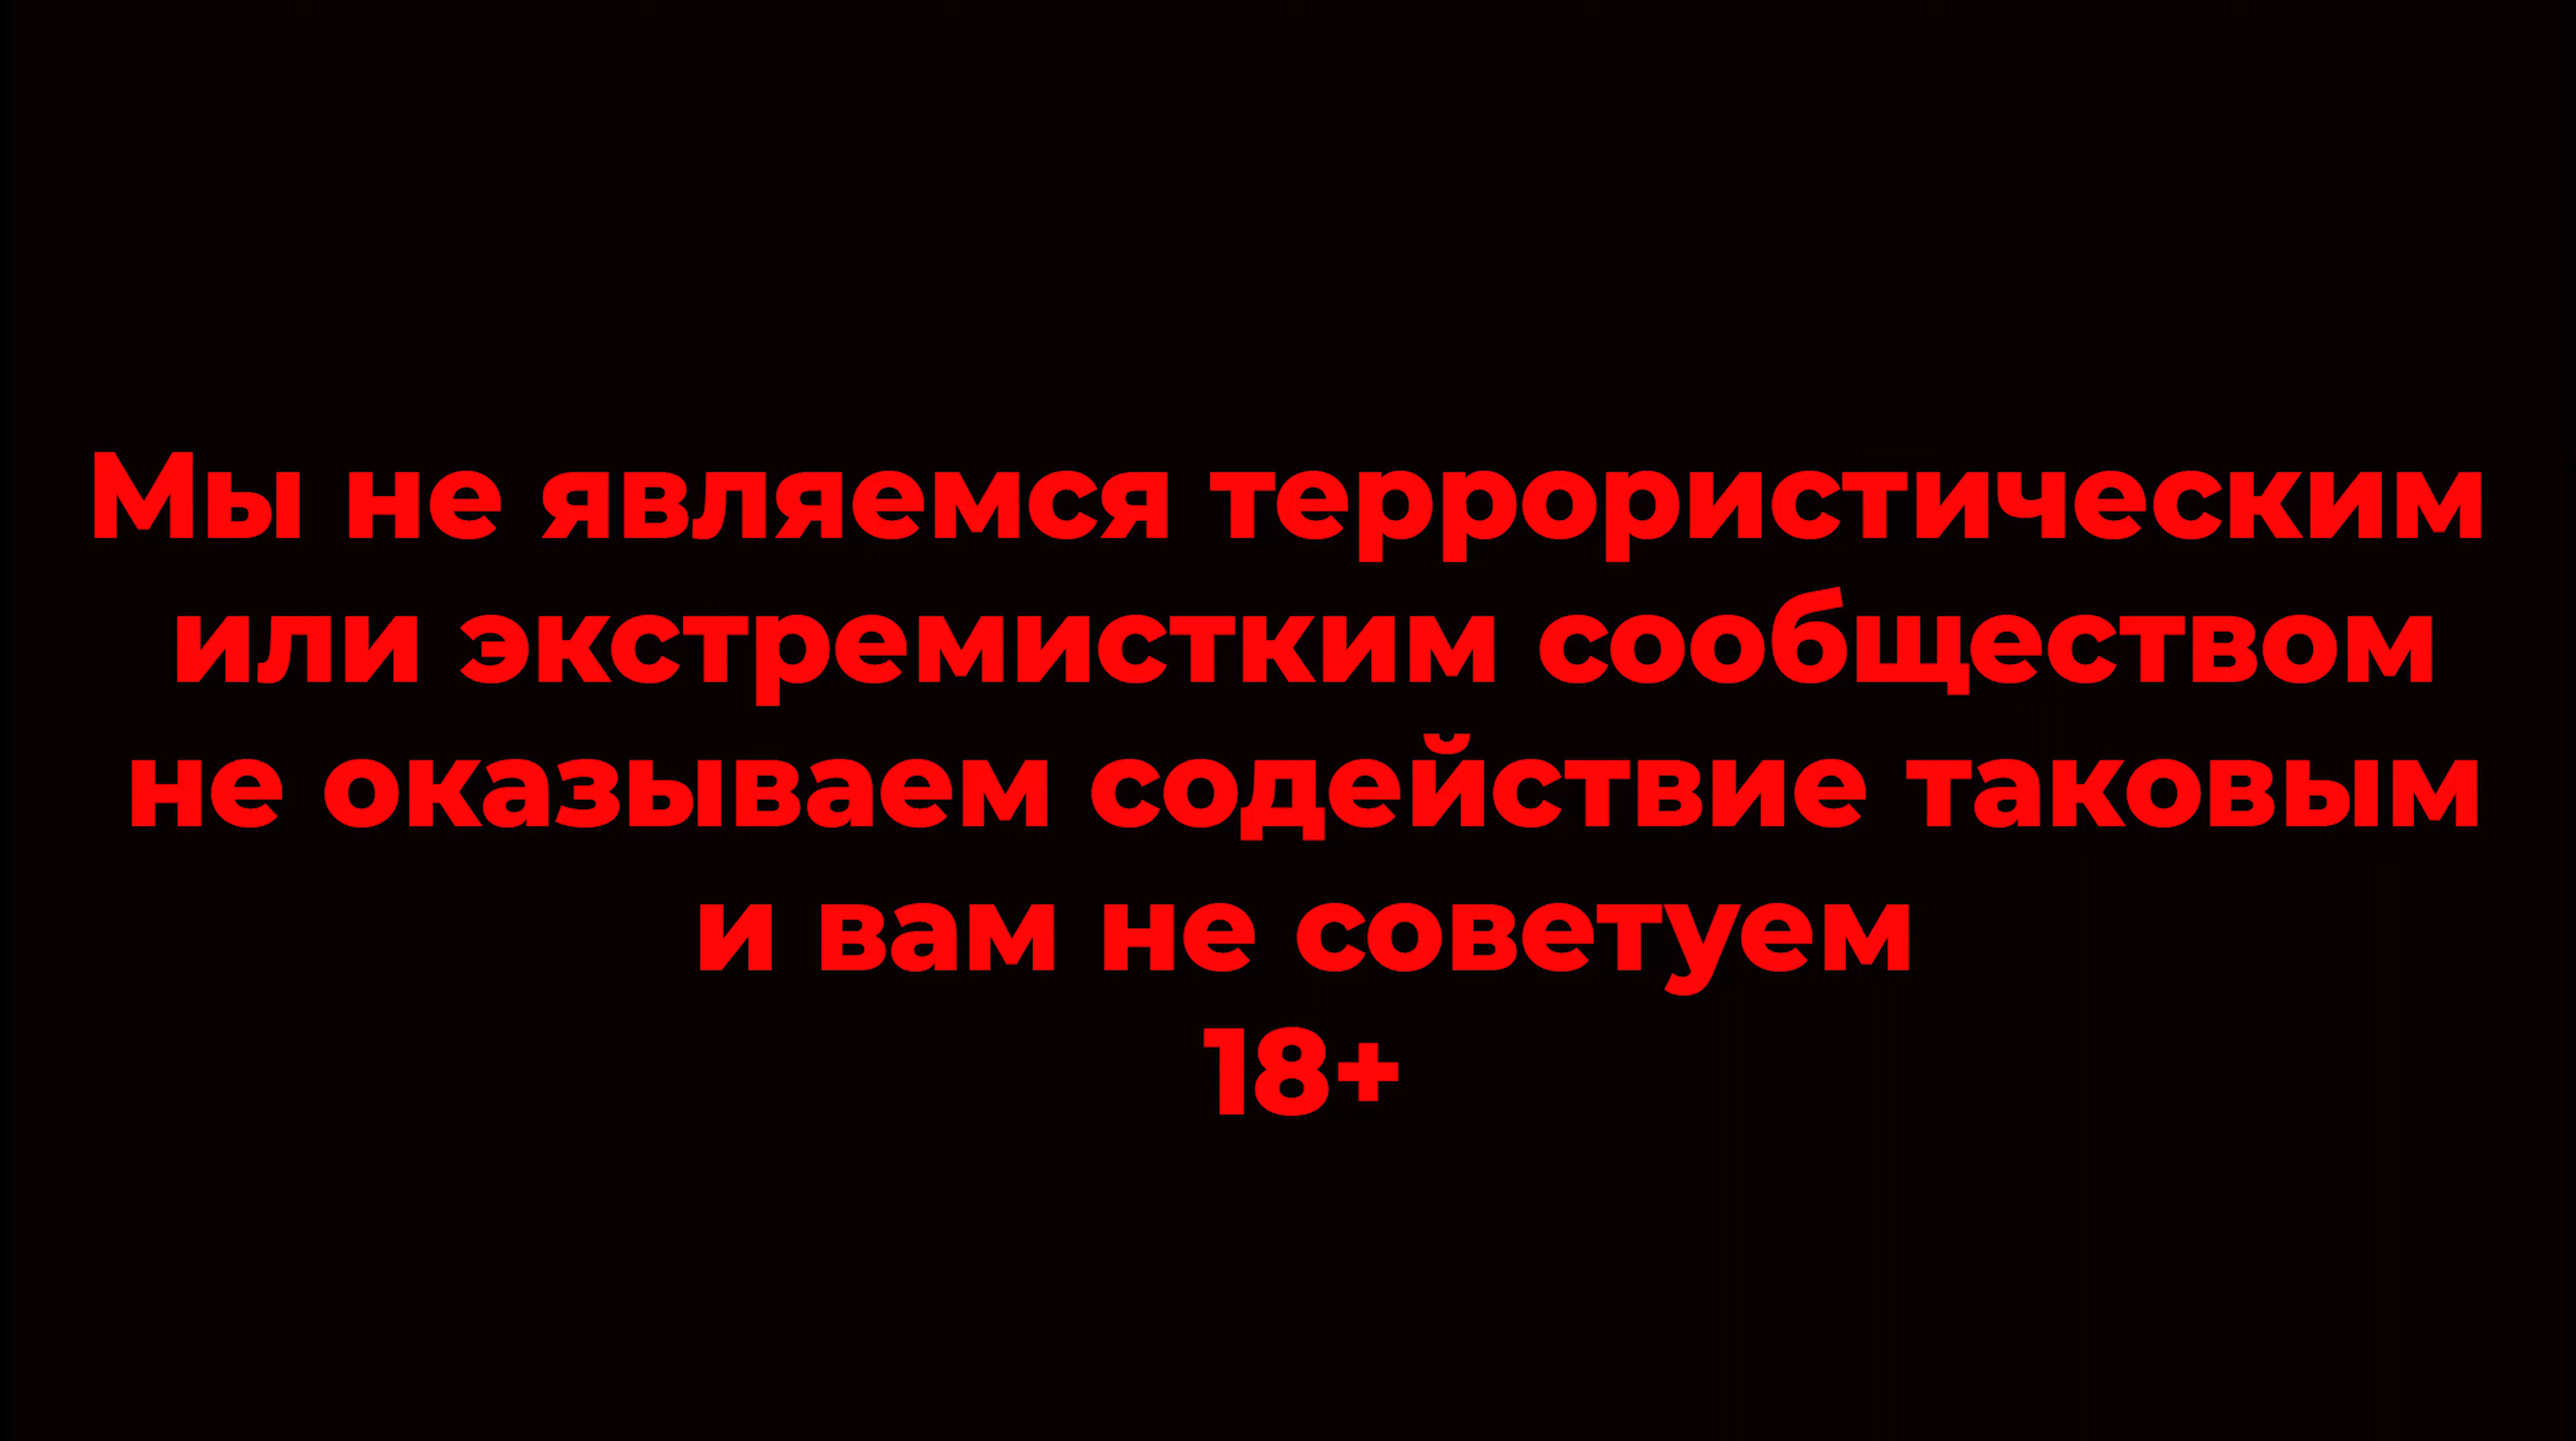 Мы не являемся террористическим
или экстремистким сообществом
не оказываем содействие таковым
и вам не советуем
18+